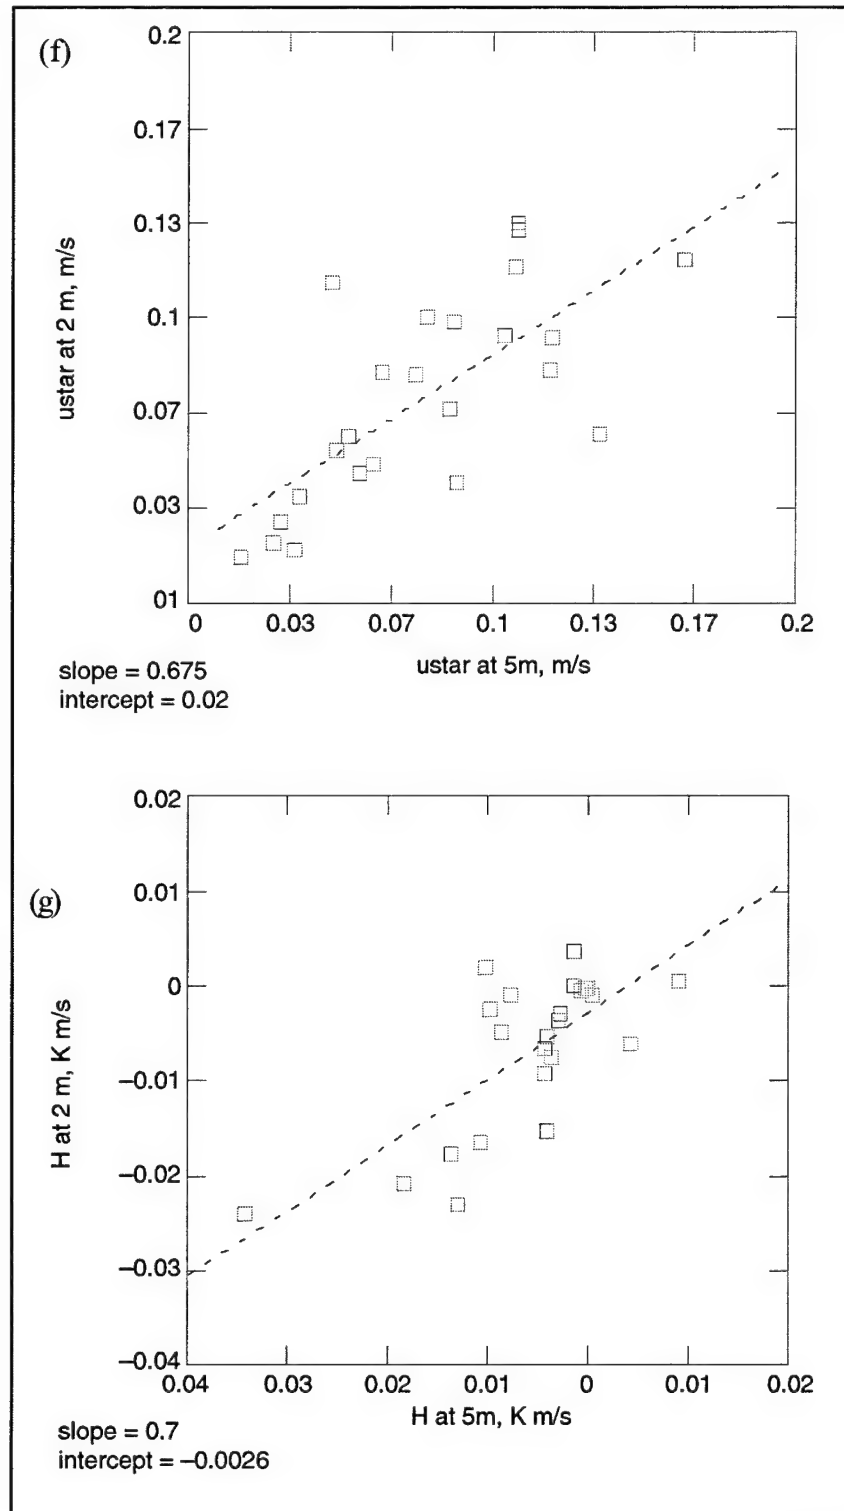 (f)
0.2
0.17
0.13
0.1
0.07
0.03
01
ustar at 2 m, m/s
0 0.03 0.07 0.1 0.13 0.17 0.2
ustar at 5m, m/s
slope = 0.675
intercept = 0.02
(g)
0.02
0.01
0
−0.01
−0.02
−0.03
−0.04
H at 2 m, K m/s
0.04 0.03 0.02 0.01 0 0.01 0.02
H at 5m, K m/s
slope = 0.7
intercept = −0.0026